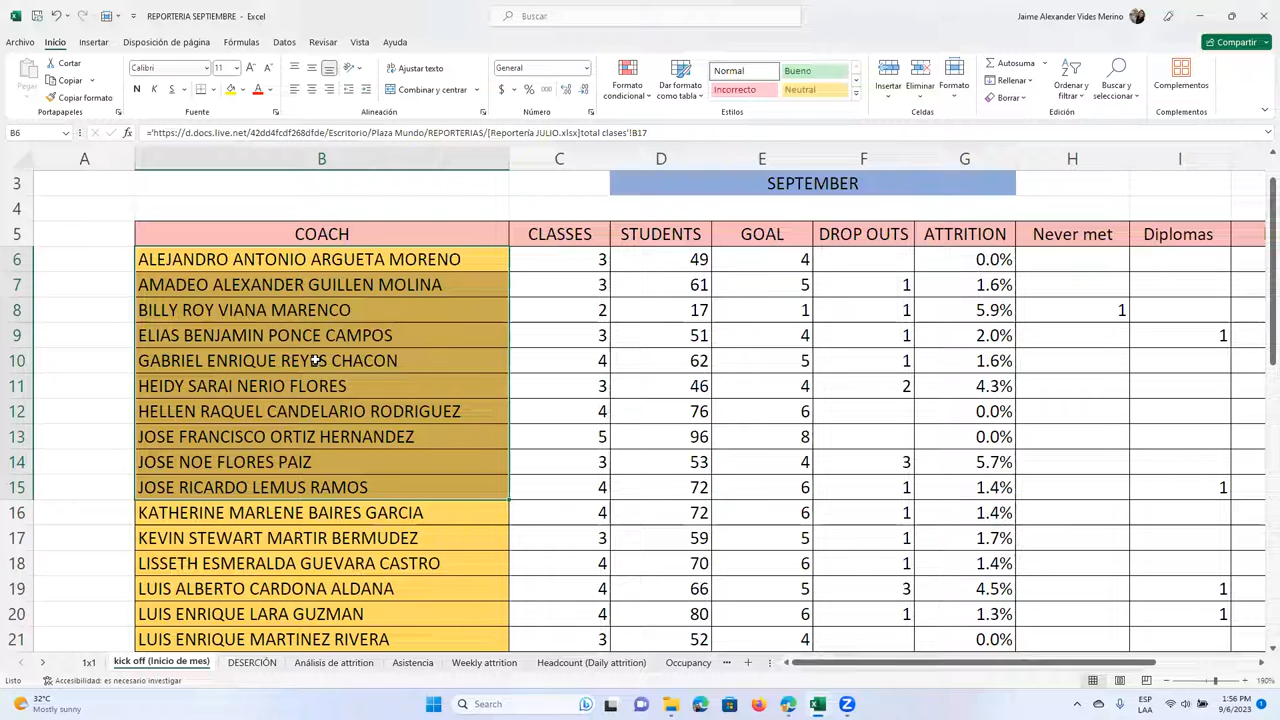 REPORTERIA SEPTIEMBRE - Excel
Buscar
Jaime Alexander Vides Merino
Archivo Inicio Insertar Disposición de página Fórmulas Datos Revisar Vista Ayuda
Compartir
Pegar
Cortar
Copiar
Copiar formato
Portapapeles
Calibri 11
N K S
Fuente
Ajustar texto
Combinar y centrar
Alineación
General
$ % 000
Número
Formato condicional
Dar formato como tabla
Normal Bueno
Incorrecto Neutral
Estilos
Insertar Eliminar Formato
Celdas
Autosuma
Rellenar
Borrar
Ordenar y filtrar
Buscar y seleccionar
Edición
Complementos
Complementos
B6 fx ='https://d.docs.live.net/42dd4fcdf268dfde/Escritorio/Plaza Mundo/REPORTERIAS/[Reportería JULIO.xlsx]total clases'!B17
A B C D E F G H I
3 SEPTEMBER
4
5 COACH CLASSES STUDENTS GOAL DROP OUTS ATTRITION Never met Diplomas
6 ALEJANDRO ANTONIO ARGUETA MORENO 3 49 4 0.0%
7 AMADEO ALEXANDER GUILLEN MOLINA 3 61 5 1 1.6%
8 BILLY ROY VIANA MARENCO 2 17 1 1 5.9% 1
9 ELIAS BENJAMIN PONCE CAMPOS 3 51 4 1 2.0% 1
10 GABRIEL ENRIQUE REYES CHACON 4 62 5 1 1.6%
11 HEIDY SARAI NERIO FLORES 3 46 4 2 4.3%
12 HELLEN RAQUEL CANDELARIO RODRIGUEZ 4 76 6 0.0%
13 JOSE FRANCISCO ORTIZ HERNANDEZ 5 96 8 0.0%
14 JOSE NOE FLORES PAIZ 3 53 4 3 5.7%
15 JOSE RICARDO LEMUS RAMOS 4 72 6 1 1.4% 1
16 KATHERINE MARLENE BAIRES GARCIA 4 72 6 1 1.4%
17 KEVIN STEWART MARTIR BERMUDEZ 3 59 5 1 1.7%
18 LISSETH ESMERALDA GUEVARA CASTRO 4 70 6 1 1.4%
19 LUIS ALBERTO CARDONA ALDANA 4 66 5 3 4.5% 1
20 LUIS ENRIQUE LARA GUZMAN 4 80 6 1 1.3% 1
21 LUIS ENRIQUE MARTINEZ RIVERA 3 52 4 0.0%
1x1 kick off (Inicio de mes) DESERCIÓN Análisis de attrition Asistencia Weekly attrition Headcount (Daily attrition) Occupancy
Listo Accesibilidad: es necesario investigar 190%
32°C
Mostly sunny
Search
ESP
LAA
1:56 PM
9/6/2023